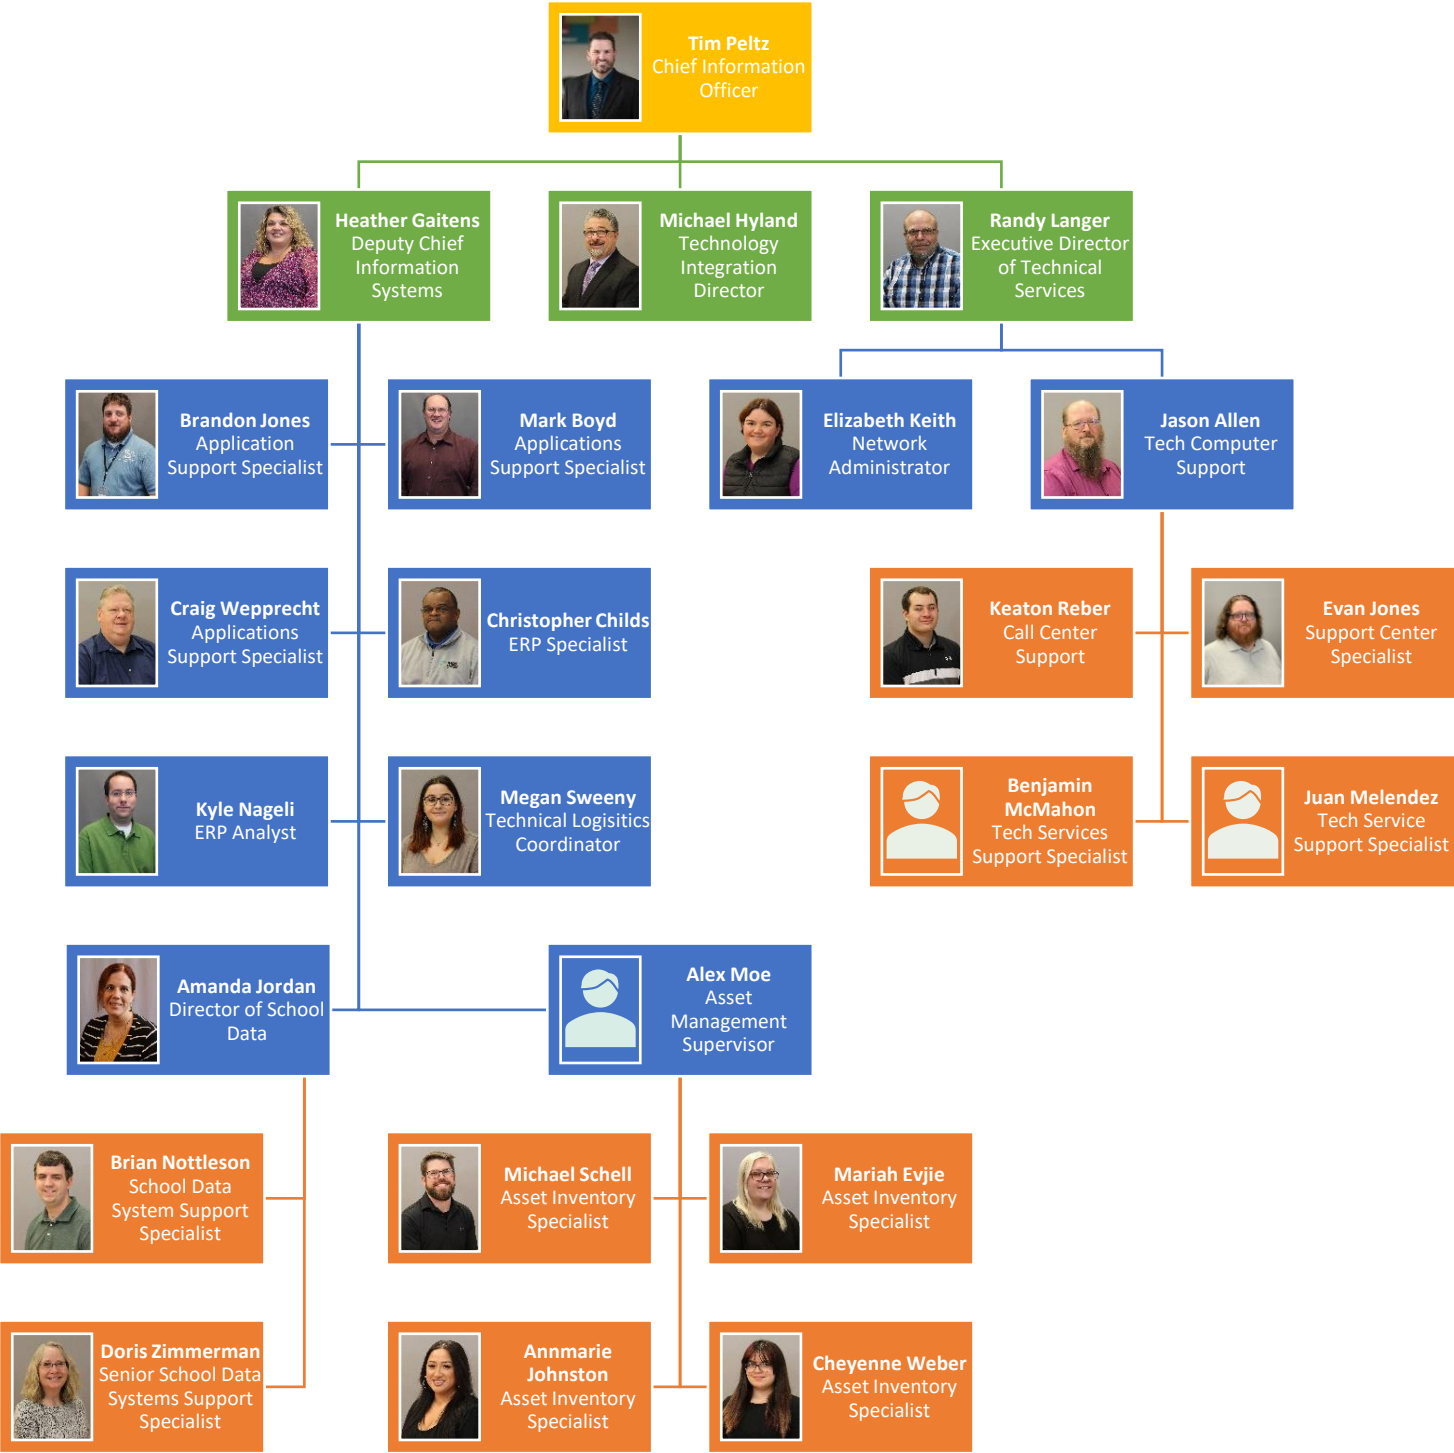 Tim Peltz
Chief Information
Officer
Heather Gaitens
Deputy Chief
Information
Systems
Michael Hyland
Technology
Integration
Director
Randy Langer
Executive Director
of Technical
Services
Brandon Jones
Application
Support Specialist
Mark Boyd
Applications
Support Specialist
Elizabeth Keith
Network
Administrator
Jason Allen
Tech Computer
Support
Craig Wepprecht
Applications
Support Specialist
Christopher Childs
ERP Specialist
Keaton Reber
Call Center
Support
Evan Jones
Support Center
Specialist
Kyle Nageli
ERP Analyst
Megan Sweeny
Technical Logisitics
Coordinator
Benjamin
McMahon
Tech Services
Support Specialist
Juan Melendez
Tech Service
Support Specialist
Amanda Jordan
Director of School
Data
Alex Moe
Asset
Management
Supervisor
Brian Nottleson
School Data
System Support
Specialist
Michael Schell
Asset Inventory
Specialist
Mariah Evjie
Asset Inventory
Specialist
Doris Zimmerman
Senior School Data
Systems Support
Specialist
Annmarie
Johnston
Asset Inventory
Specialist
Cheyenne Weber
Asset Inventory
Specialist